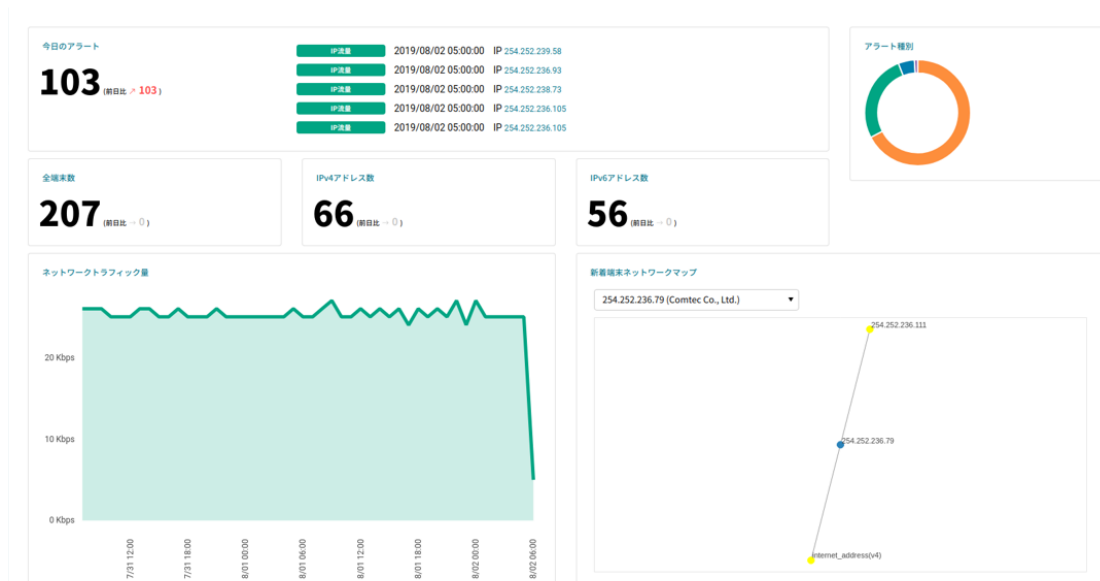 今日のアラート
103 (前日比 ↗ 103 )
IP流量 2019/08/02 05:00:00 IP 254.252.239.58
IP流量 2019/08/02 05:00:00 IP 254.252.236.93
IP流量 2019/08/02 05:00:00 IP 254.252.238.73
IP流量 2019/08/02 05:00:00 IP 254.252.236.105
IP流量 2019/08/02 05:00:00 IP 254.252.236.105
アラート種別
全端末数
207 (前日比 → 0 )
IPv4アドレス数
66 (前日比 → 0 )
IPv6アドレス数
56 (前日比 → 0 )
ネットワークトラフィック量
20 Kbps
10 Kbps
0 Kbps
7/31 12:00
7/31 18:00
8/01 00:00
8/01 06:00
8/01 12:00
8/01 18:00
8/02 00:00
8/02 06:00
新着端末ネットワークマップ
254.252.236.79 (Comtec Co., Ltd.)
254.252.236.111
254.252.236.79
internet_address(v4)